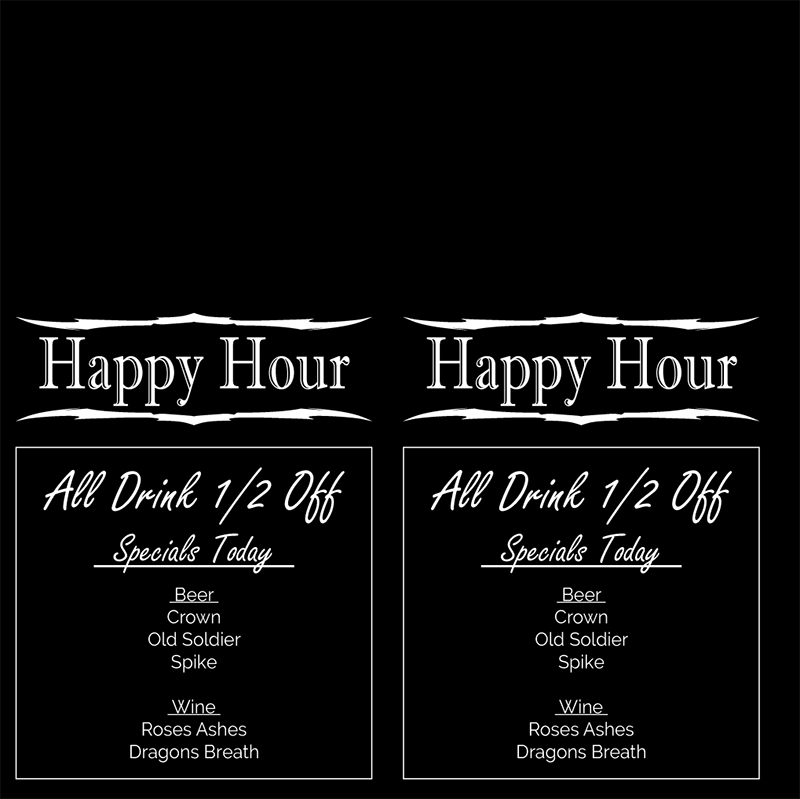 Happy Hour
All Drink 1/2 Off
Specials Today
Beer
Crown
Old Soldier
Spike
Wine
Roses Ashes
Dragons Breath
Happy Hour
All Drink 1/2 Off
Specials Today
Beer
Crown
Old Soldier
Spike
Wine
Roses Ashes
Dragons Breath